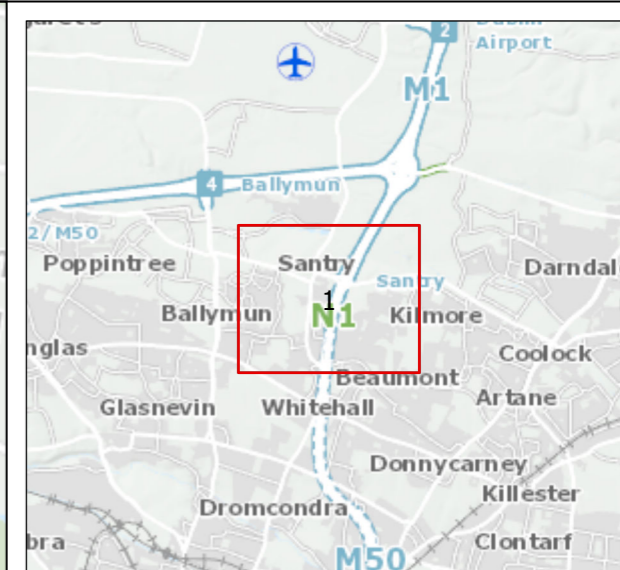 2
Airport
M1
4
Ballymun
2/M50
Poppintree
Santry
Santry
Darndal
1
N1
Ballymun
Kilmore
nglas
Coolock
Beaumont
Artane
Glasnevin
Whitehall
Donnycarney
Killester
Dromcondra
bra
Clontarf
M50